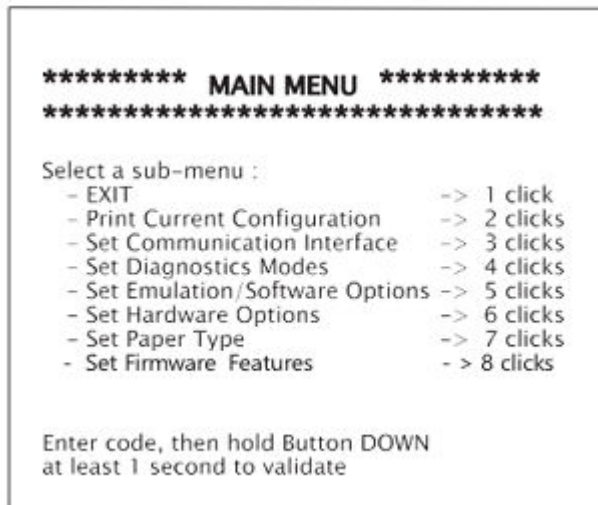 ********* MAIN MENU **********
*******************************
Select a sub-menu :
- EXIT -> 1 click
- Print Current Configuration -> 2 clicks
- Set Communication Interface -> 3 clicks
- Set Diagnostics Modes -> 4 clicks
- Set Emulation/Software Options -> 5 clicks
- Set Hardware Options -> 6 clicks
- Set Paper Type -> 7 clicks
- Set Firmware Features - > 8 clicks
Enter code, then hold Button DOWN
at least 1 second to validate